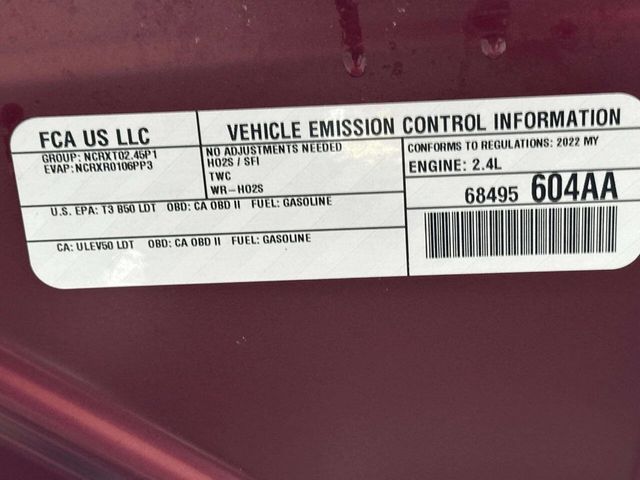 FCA US LLC
GROUP: NCRXT02.45P1
EVAP:NCRXR0106PP3
VEHICLE EMISSION CONTROL INFORMATION
NO ADJUSTMENTS NEEDED
HO2S / SFI
TWC
WR-HO2S
CONFORMS TO REGULATIONS: 2022 MY
ENGINE: 2.4L
68495 604AA
U.S. EPA: T3 B50 LDT OBD: CA OBD II FUEL: GASOLINE
CA: ULEV50 LDT OBD: CA OBD II FUEL: GASOLINE